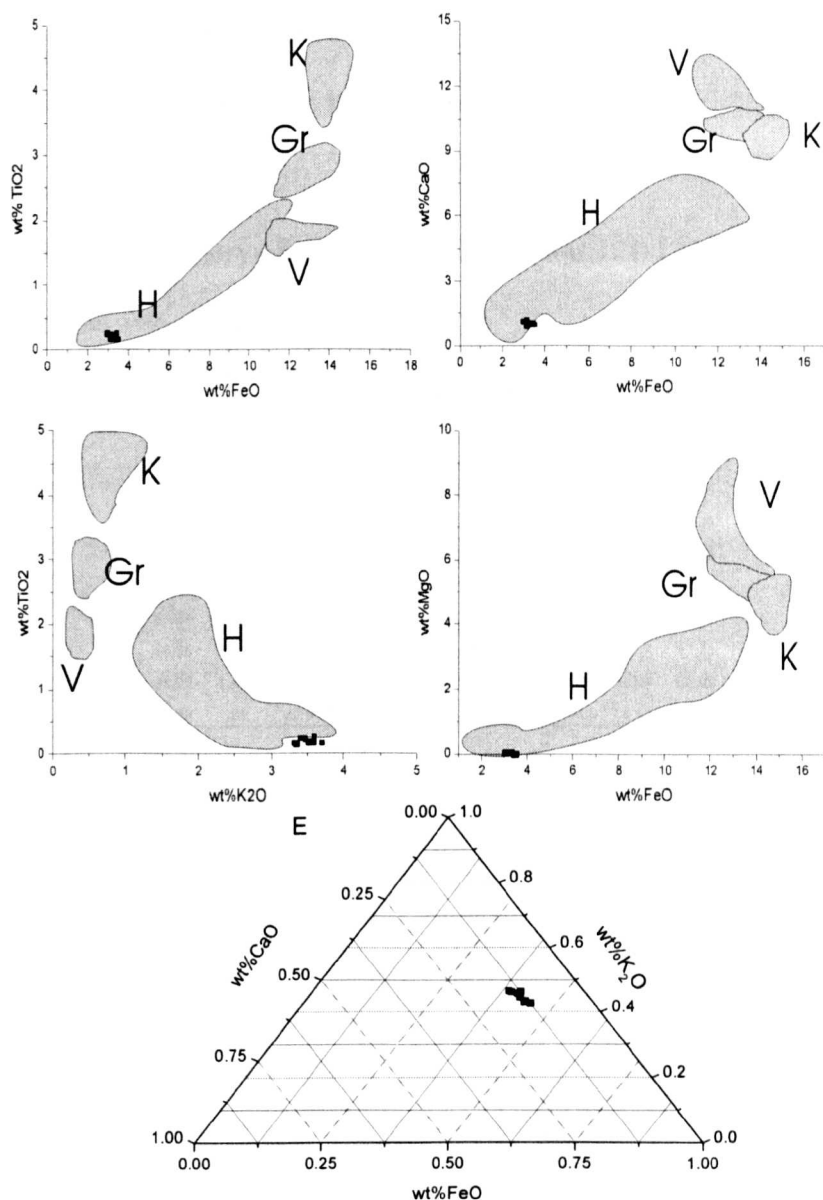 5
4
3
2
1
0
wt% TiO2
0 2 4 6 8 10 12 14 16 18
wt%FeO
K
Gr
H
V
15
12
9
6
3
0
wt%CaO
0 2 4 6 8 10 12 14 16
wt%FeO
V
Gr
K
H
5
4
3
2
1
0
wt%TiO2
0 1 2 3 4 5
wt%K2O
K
Gr
V
H
10
8
6
4
2
0
wt%MgO
2 4 6 8 10 12 14 16
wt%FeO
V
Gr
K
H
E
0.00 1.0
0.25 0.8
wt%CaO
wt%K2O
0.50 0.6
0.75 0.4
1.00 0.2
0.0
0.00 0.25 0.50 0.75 1.00
wt%FeO